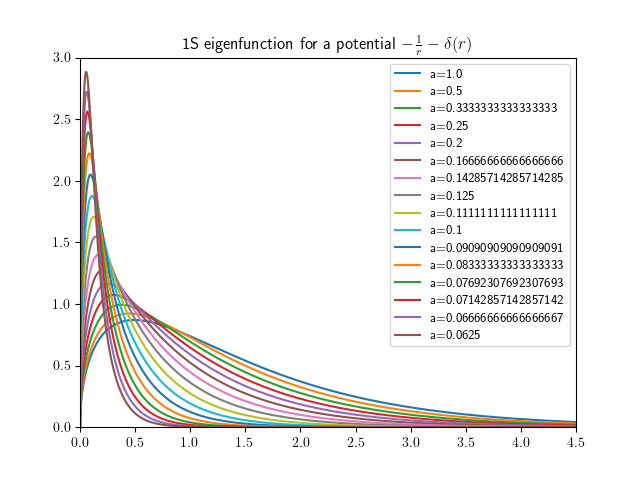 1S eigenfunction for a potential $-\frac{1}{r} - \delta(r)$
3.0
2.5
2.0
1.5
1.0
0.5
0.0
0.0 0.5 1.0 1.5 2.0 2.5 3.0 3.5 4.0 4.5
a=1.0
a=0.5
a=0.3333333333333333
a=0.25
a=0.2
a=0.16666666666666666
a=0.14285714285714285
a=0.125
a=0.1111111111111111
a=0.1
a=0.09090909090909091
a=0.08333333333333333
a=0.07692307692307693
a=0.07142857142857142
a=0.06666666666666667
a=0.0625